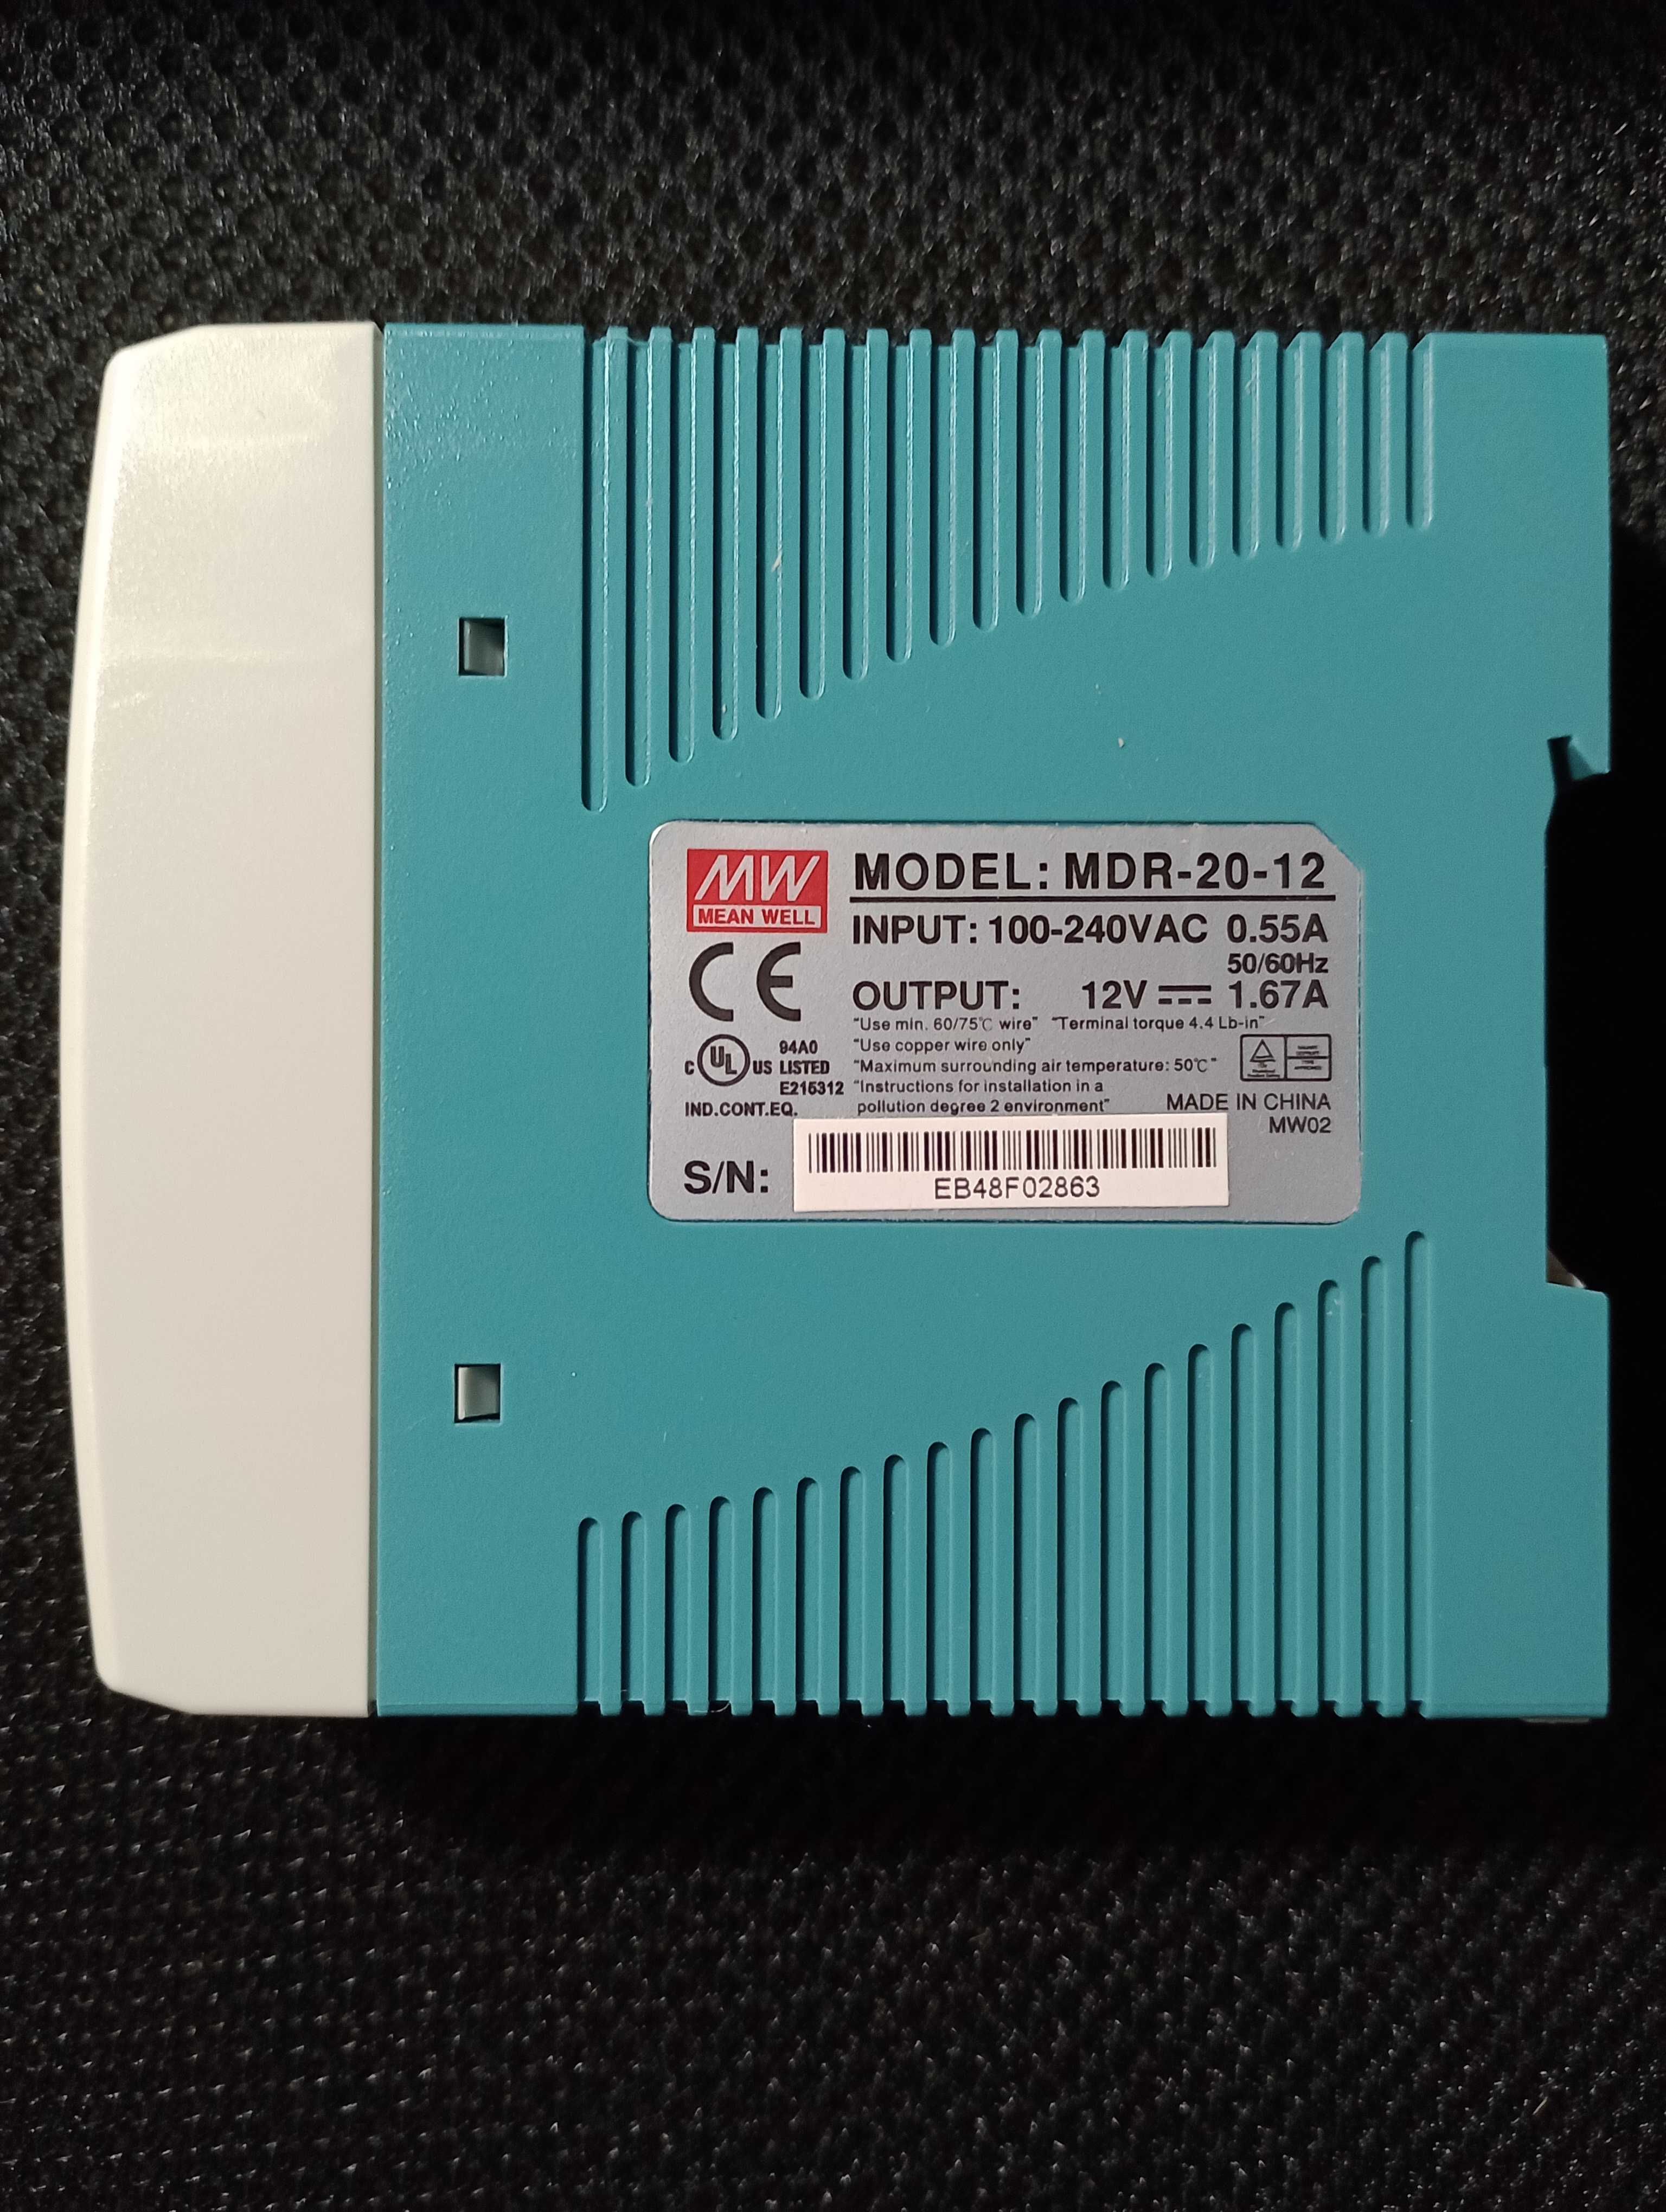 MW
MEAN WELL
MODEL: MDR-20-12
INPUT: 100-240VAC 0.55A
50/60Hz
OUTPUT: 12V 1.67A
"Use min. 60/75℃ wire" "Terminal torque 4.4 Lb-in"
"Use copper wire only"
"Maximum surrounding air temperature: 50℃"
"Instructions for installation in a
pollution degree 2 environment"
CE
C UL US LISTED
94A0
E216312
IND.CONT.EQ.
MADE IN CHINA
MW02
S/N:
EB48F02863